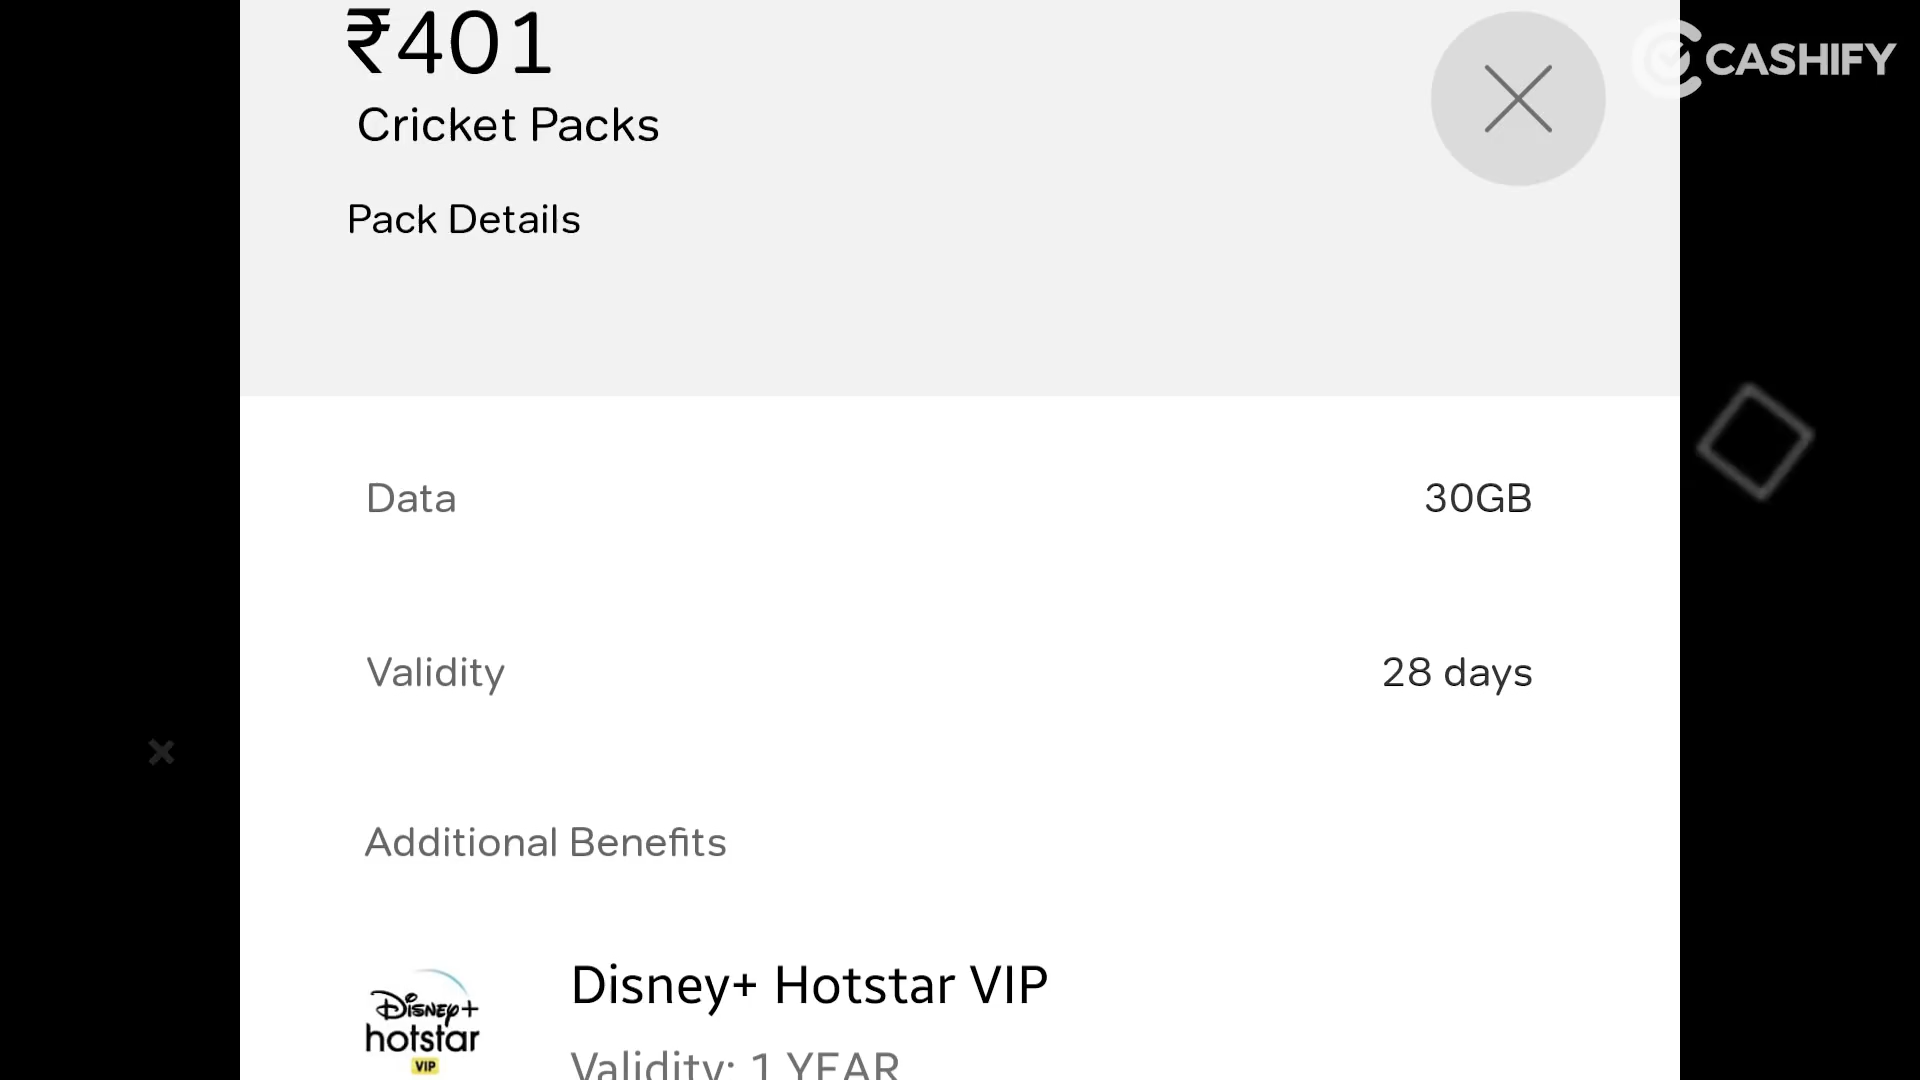 ₹401
CASHIFY
Cricket Packs
Pack Details
Data 30GB
Validity 28 days
Additional Benefits
Disney+ Hotstar VIP
Disney+
hotstar
VIP
Validity: 1 YEAR